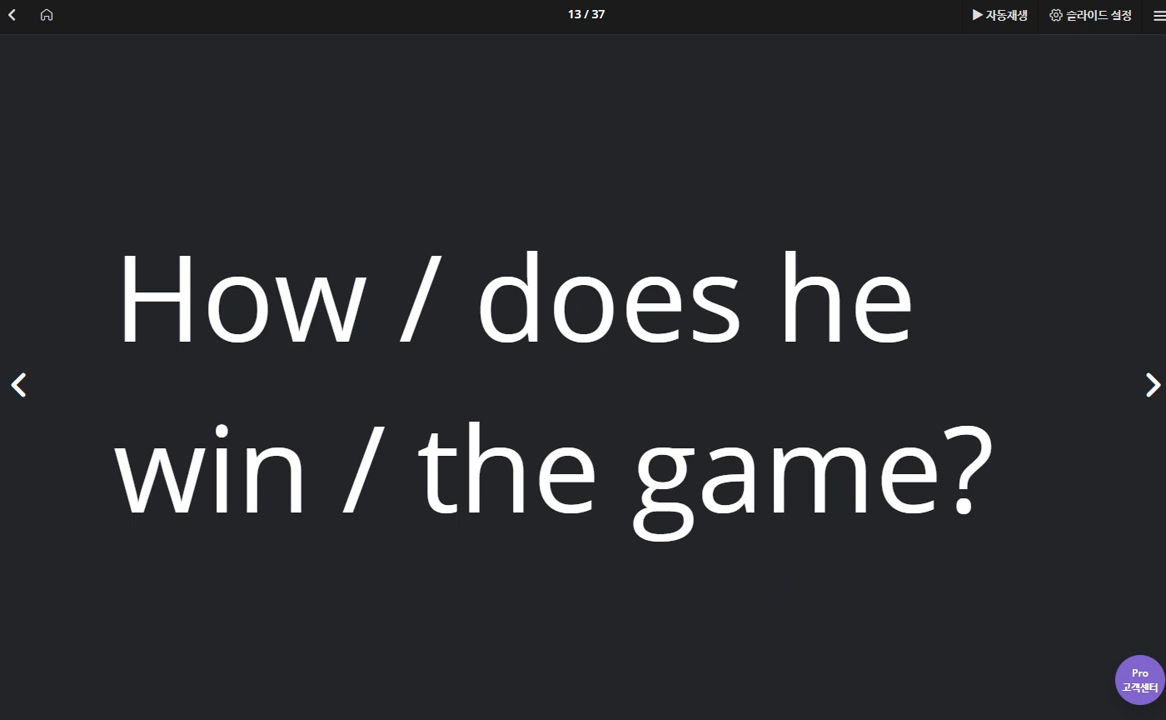 13 / 37
▶ 자동재생
슬라이드 설정
How / does he
win / the game?
Pro
고객센터